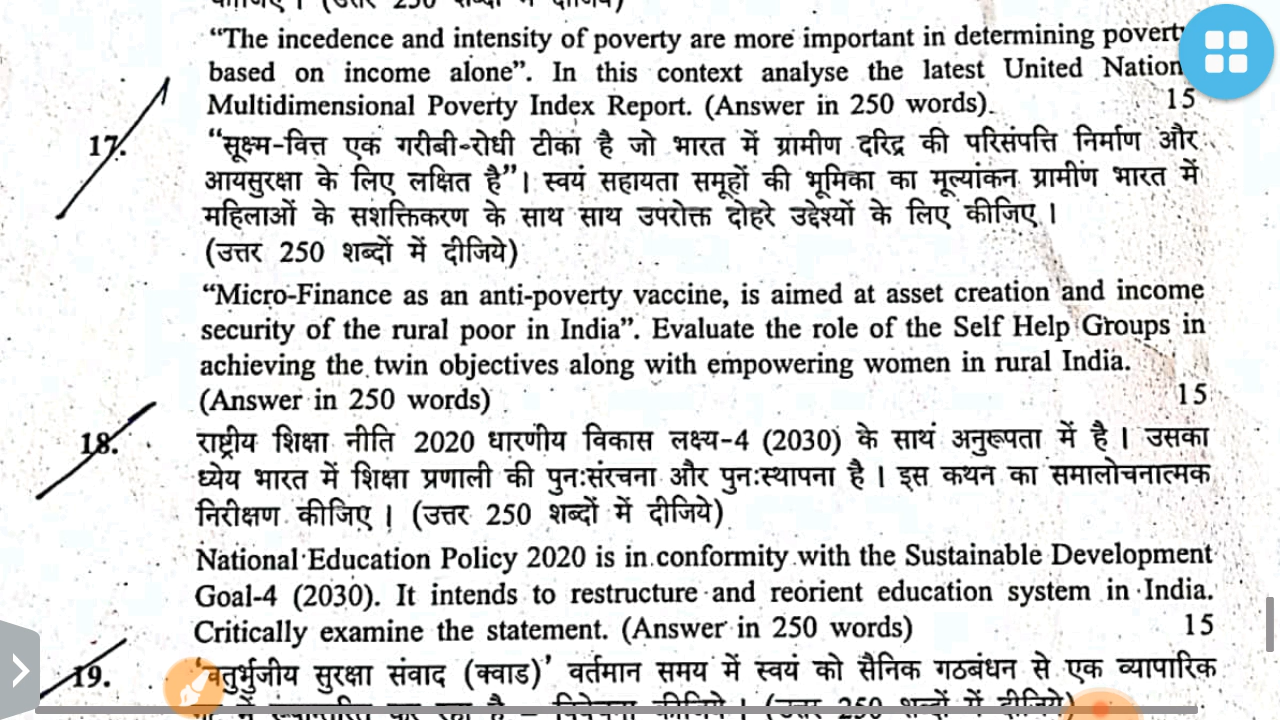 (उत्तर 250 शब्दों में दीजिये)
“The incedence and intensity of poverty are more important in determining
based on income alone”. In this context analyse the latest United
Multidimensional Poverty Index Report. (Answer in 250 words). 15
17. “सूक्ष्म-वित्त एक गरीबी-रोधी टीका है जो भारत में ग्रामीण दरिद्र की परिसंपत्ति निर्माण और
आयसुरक्षा के लिए लक्षित है”। स्वयं सहायता समूहों की भूमिका का मूल्यांकन ग्रामीण भारत में
महिलाओं के सशक्तिकरण के साथ साथ उपरोक्त दोहरे उद्देश्यों के लिए कीजिए।
(उत्तर 250 शब्दों में दीजिये)
“Micro-Finance as an anti-poverty vaccine, is aimed at asset creation and income
security of the rural poor in India”. Evaluate the role of the Self Help Groups in
achieving the twin objectives along with empowering women in rural India.
(Answer in 250 words) 15
18. राष्ट्रीय शिक्षा नीति 2020 धारणीय विकास लक्ष्य-4 (2030) के साथ अनुरूपता में है। उसका
ध्येय भारत में शिक्षा प्रणाली की पुनःसंरचना और पुनःस्थापना है। इस कथन का समालोचनात्मक
निरीक्षण कीजिए। (उत्तर 250 शब्दों में दीजिये)
National Education Policy 2020 is in conformity with the Sustainable Development
Goal-4 (2030). It intends to restructure and reorient education system in India.
Critically examine the statement. (Answer in 250 words) 15
19. सुरक्षा संवाद (क्वाड)’ वर्तमान समय में स्वयं को सैनिक गठबंधन से एक व्यापारिक